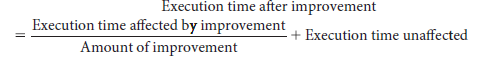 Execution time after improvement
= Execution time affected by improvement
Amount of improvement
+ Execution time unaffected